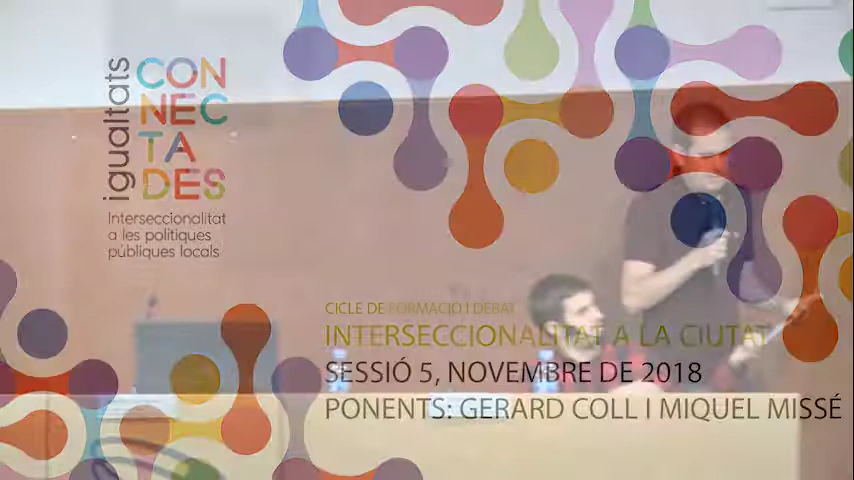 igualtats
CON
NEC
TA
DES
Interseccionalitat
a les polítiques
públiques locals
CICLE DE FORMACIÓ I DEBAT
INTERSECCIONALITAT A LA CIUTAT
SESSIÓ 5, NOVEMBRE DE 2018
PONENTS: GERARD COLL I MIQUEL MISSÉ